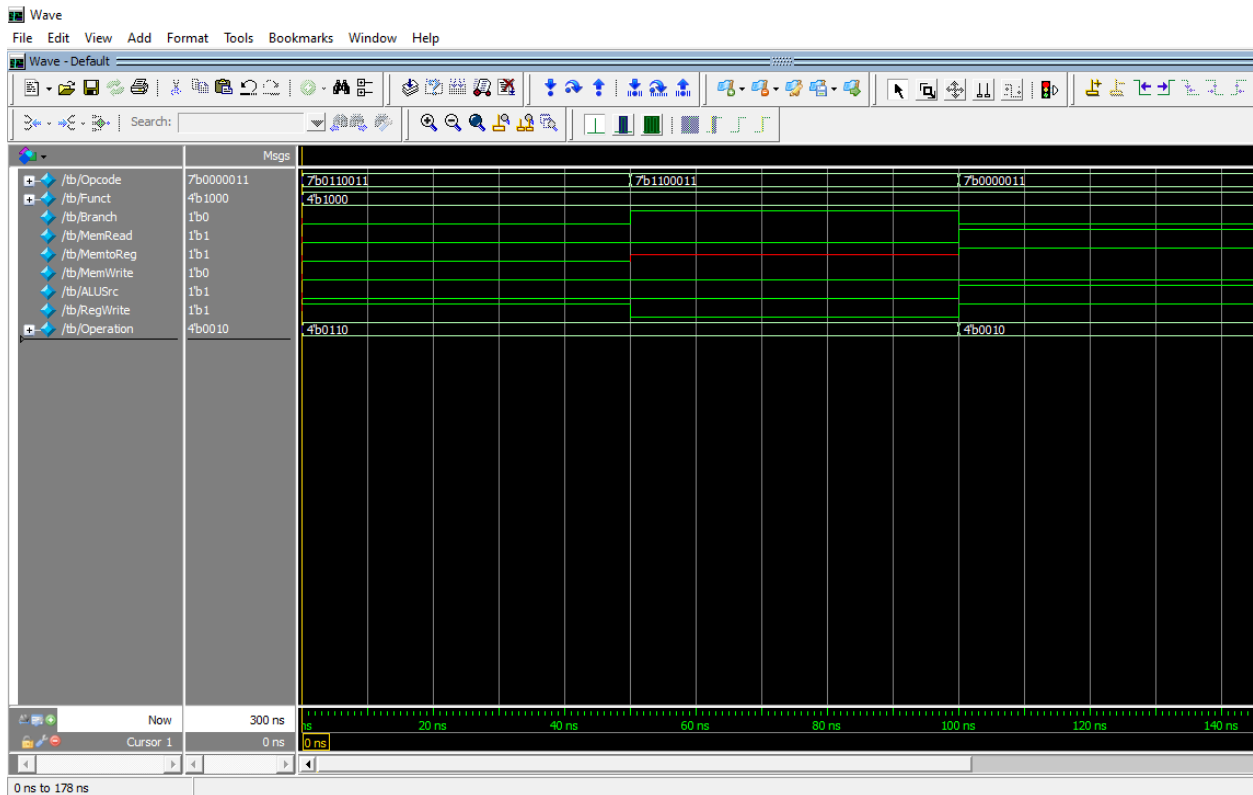 Wave
File Edit View Add Format Tools Bookmarks Window Help
Wave - Default
Search:
Msgs
/tb/Opcode 7'b0000011 7'b0110011 7'b1100011 7'b0000011
/tb/Funct 4'b1000 4'b1000
/tb/Branch 1'b0
/tb/MemRead 1'b1
/tb/MemtoReg 1'b1
/tb/MemWrite 1'b0
/tb/ALUSrc 1'b1
/tb/RegWrite 1'b1
/tb/Operation 4'b0010 4'b0110 4'b0010
Now 300 ns ns 20 ns 40 ns 60 ns 80 ns 100 ns 120 ns 140 ns
Cursor 1 0 ns 0 ns
0 ns to 178 ns